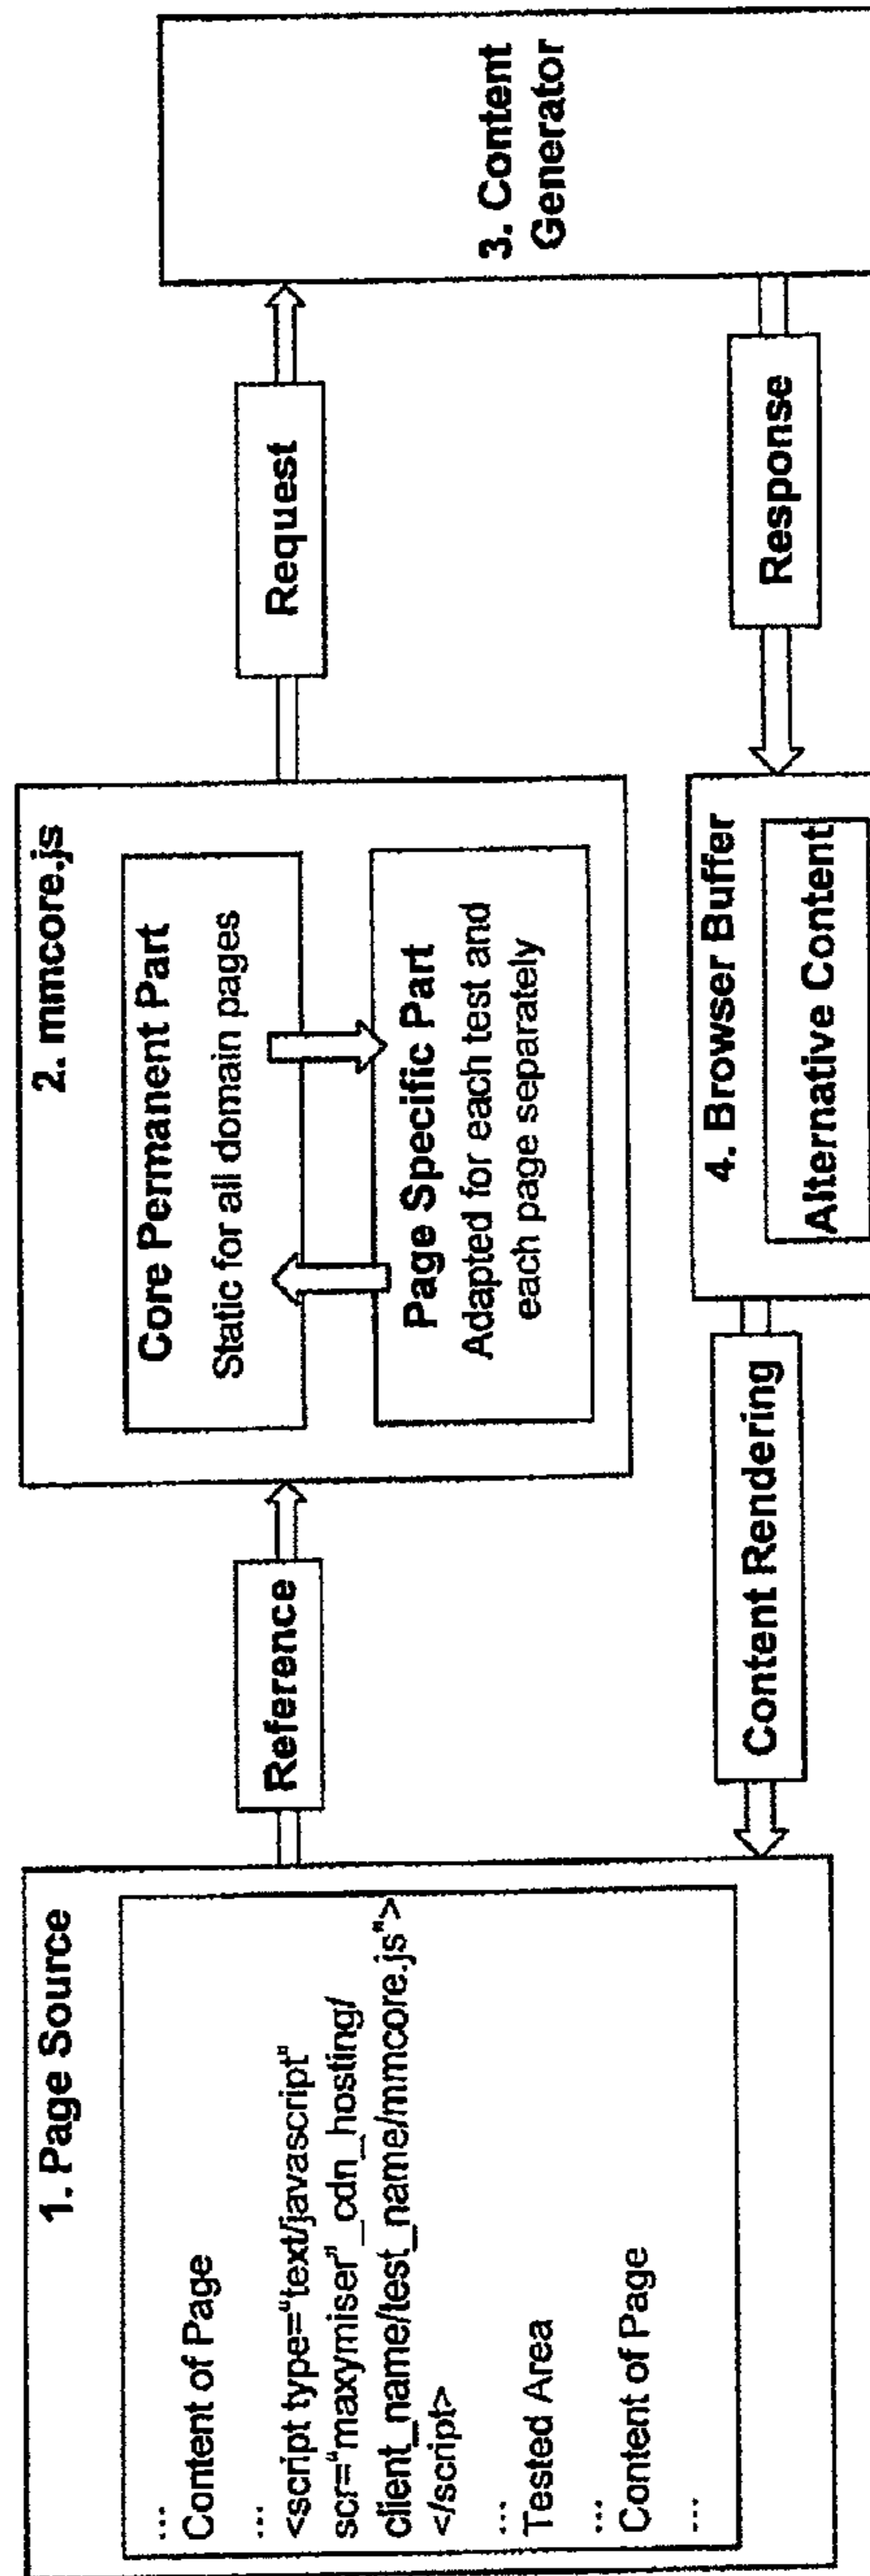 1. Page Source
...
Content of Page
...
<script type="text/javascript"
scr="maxymiser"_cdn_hosting/
client_name/test_name/mmcore.js">
</script>
...
Tested Area
...
Content of Page
...
Reference
2. mmcore.js
Core Permanent Part
Static for all domain pages
Page Specific Part
Adapted for each test and
each page separately
Request
3. Content
Generator
Response
4. Browser Buffer
Alternative Content
Content Rendering